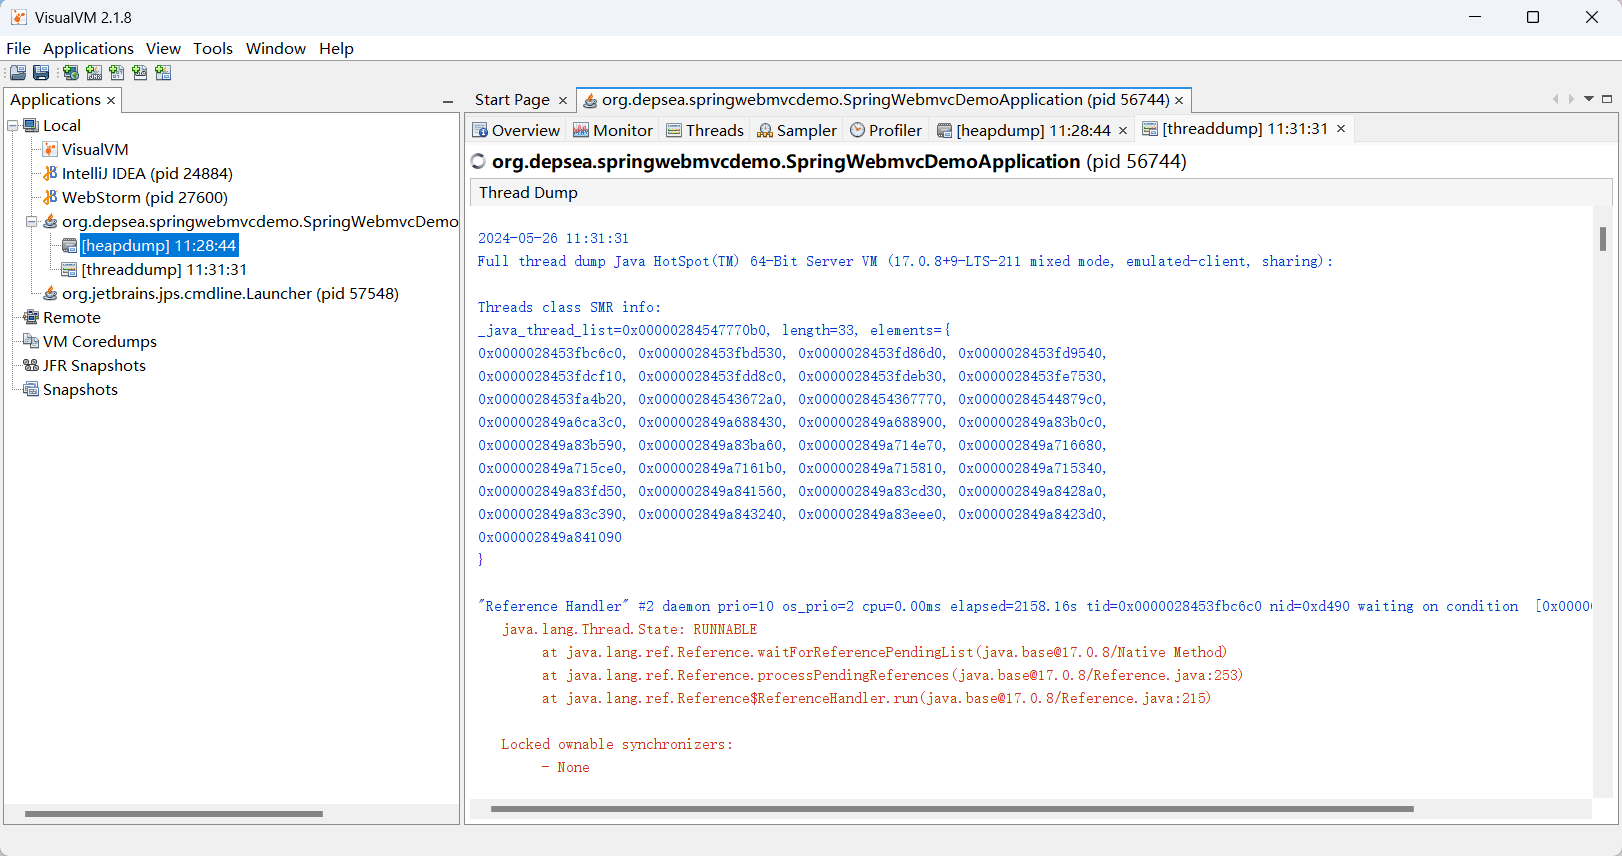 VisualVM 2.1.8
File Applications View Tools Window Help
Applications
Local
VisualVM
IntelliJ IDEA (pid 24884)
WebStorm (pid 27600)
org.depsea.springwebmvcdemo.SpringWebmvcDemo
[heapdump] 11:28:44
[threaddump] 11:31:31
org.jetbrains.jps.cmdline.Launcher (pid 57548)
Remote
VM Coredumps
JFR Snapshots
Snapshots
Start Page org.depsea.springwebmvcdemo.SpringWebmvcDemoApplication (pid 56744)
Overview Monitor Threads Sampler Profiler [heapdump] 11:28:44 [threaddump] 11:31:31
org.depsea.springwebmvcdemo.SpringWebmvcDemoApplication (pid 56744)
Thread Dump
2024-05-26 11:31:31
Full thread dump Java HotSpot(TM) 64-Bit Server VM (17.0.8+9-LTS-211 mixed mode, emulated-client, sharing):
Threads class SMR info:
_java_thread_list=0x00000284547770b0, length=33, elements={
0x0000028453fbc6c0, 0x0000028453fbd530, 0x0000028453fd86d0, 0x0000028453fd9540,
0x0000028453fdcf10, 0x0000028453fdd8c0, 0x0000028453fdeb30, 0x0000028453fe7530,
0x0000028453fa4b20, 0x00000284543672a0, 0x0000028454367770, 0x00000284544879c0,
0x000002849a6ca3c0, 0x000002849a688430, 0x000002849a688900, 0x000002849a83b0c0,
0x000002849a83b590, 0x000002849a83ba60, 0x000002849a714e70, 0x000002849a716680,
0x000002849a715ce0, 0x000002849a7161b0, 0x000002849a715810, 0x000002849a715340,
0x000002849a83fd50, 0x000002849a841560, 0x000002849a83cd30, 0x000002849a8428a0,
0x000002849a83c390, 0x000002849a843240, 0x000002849a83eee0, 0x000002849a8423d0,
0x000002849a841090
}
"Reference Handler" #2 daemon prio=10 os_prio=2 cpu=0.00ms elapsed=2158.16s tid=0x0000028453fbc6c0 nid=0xd490 waiting on condition [0x0000
java.lang.Thread.State: RUNNABLE
at java.lang.ref.Reference.waitForReferencePendingList(java.base@17.0.8/Native Method)
at java.lang.ref.Reference.processPendingReferences(java.base@17.0.8/Reference.java:253)
at java.lang.ref.Reference$ReferenceHandler.run(java.base@17.0.8/Reference.java:215)
Locked ownable synchronizers:
- None